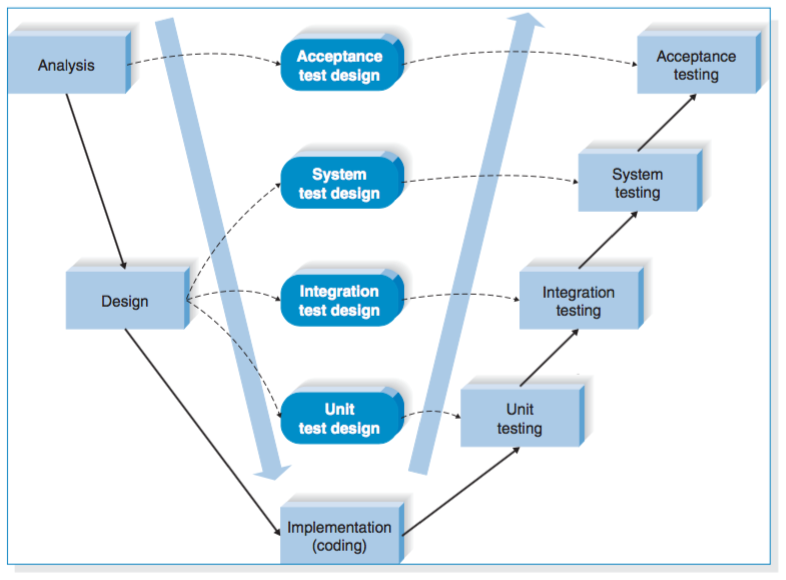 Analysis
Acceptance
test design
Acceptance
testing
System
test design
System
testing
Design
Integration
test design
Integration
testing
Unit
test design
Unit
testing
Implementation
(coding)